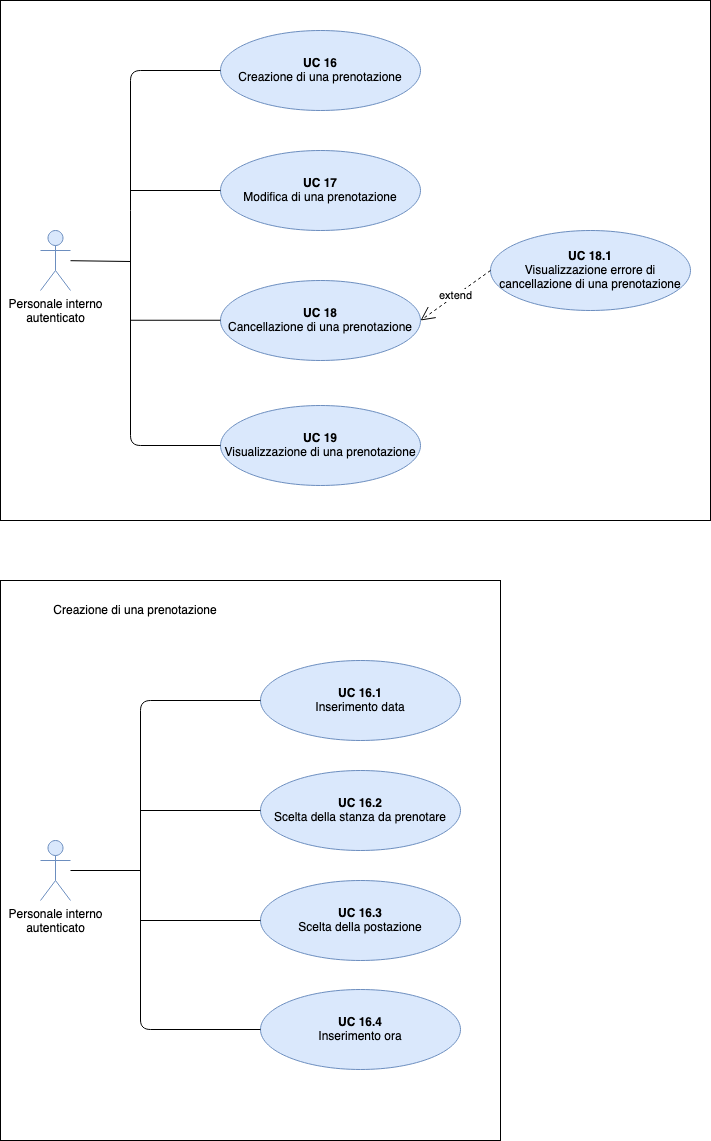 UC 16
Creazione di una prenotazione
UC 17
Modifica di una prenotazione
UC 18.1
Visualizzazione errore di
cancellazione di una prenotazione
extend
Personale interno
autenticato
UC 18
Cancellazione di una prenotazione
UC 19
Visualizzazione di una prenotazione
Creazione di una prenotazione
UC 16.1
Inserimento data
UC 16.2
Scelta della stanza da prenotare
Personale interno
autenticato
UC 16.3
Scelta della postazione
UC 16.4
Inserimento ora